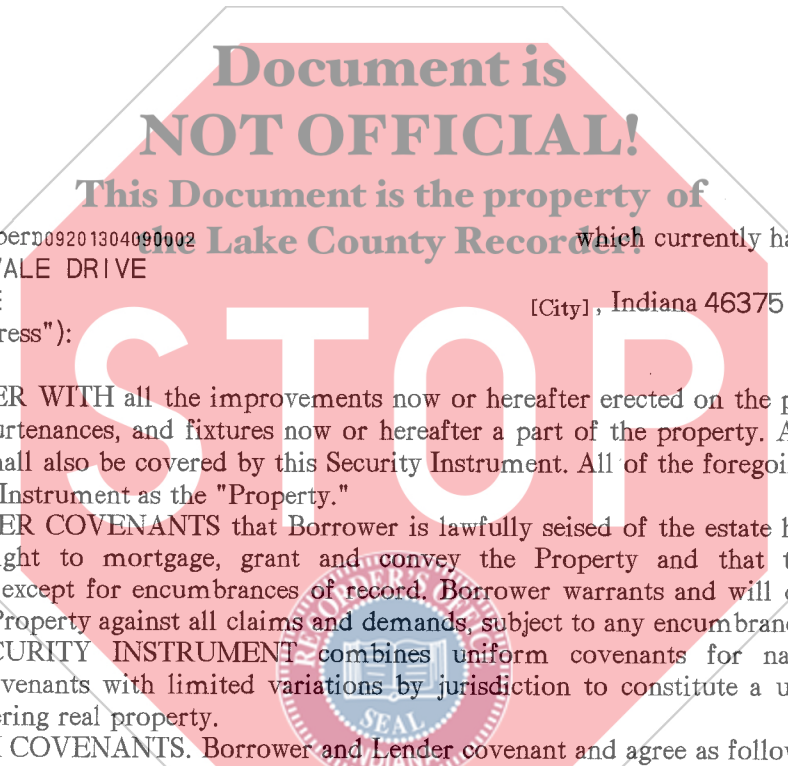 Document is
NOT OFFICIAL!
This Document is the property of
the Lake County Recorder!
ber: 009201304090002 which currently ha
VALE DRIVE
[City], Indiana 46375
ress"):
STOP
ER WITH all the improvements now or hereafter erected on the p
urtenances, and fixtures now or hereafter a part of the property. A
hall also be covered by this Security Instrument. All of the foregoi
Instrument as the "Property."
ER COVENANTS that Borrower is lawfully seised of the estate h
ght to mortgage, grant and convey the Property and that t
except for encumbrances of record. Borrower warrants and will
Property against all claims and demands, subject to any encumbranc
CURITY INSTRUMENT combines uniform covenants for na
venants with limited variations by jurisdiction to constitute a u
ering real property.
COVENANTS. Borrower and Lender covenant and agree as follow
RECORDER'S OFFICE
SEAL